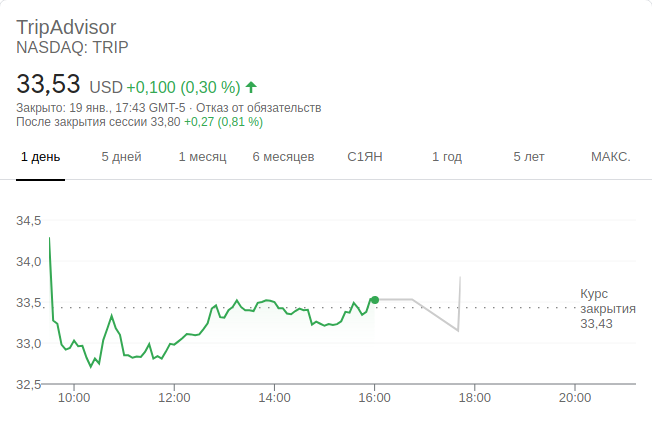 TripAdvisor
NASDAQ: TRIP
33,53 USD +0,100 (0,30 %)
Закрыто: 19 янв., 17:43 GMT-5 · Отказ от обязательств
После закрытия сессии 33,80 +0,27 (0,81 %)
1 день 5 дней 1 месяц 6 месяцев С1ЯН 1 год 5 лет МАКС.
34,5
34,0
33,5
33,0
32,5
Курс
закрытия
33,43
10:00 12:00 14:00 16:00 18:00 20:00